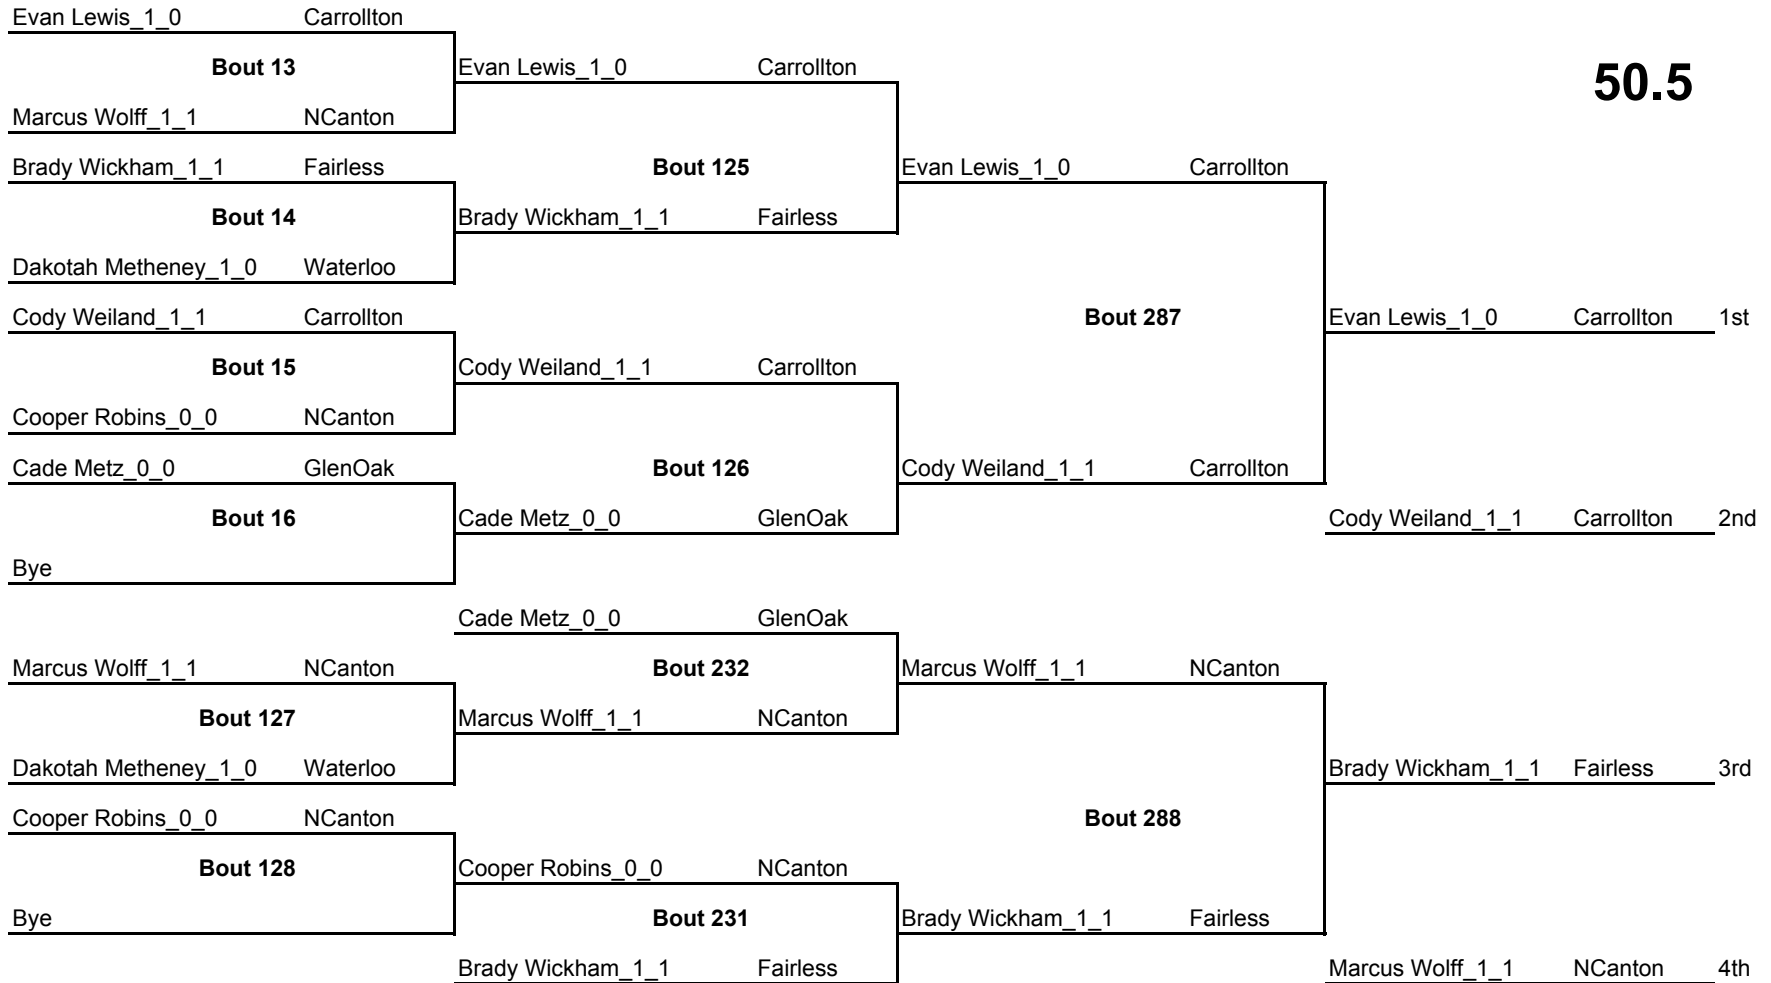 Evan Lewis_1_0 Carrollton
Bout 13 Evan Lewis_1_0 Carrollton 50.5
Marcus Wolff_1_1 NCanton
Brady Wickham_1_1 Fairless Bout 125 Evan Lewis_1_0 Carrollton
Bout 14 Brady Wickham_1_1 Fairless
Dakotah Metheney_1_0 Waterloo
Cody Weiland_1_1 Carrollton Bout 287 Evan Lewis_1_0 Carrollton 1st
Bout 15 Cody Weiland_1_1 Carrollton
Cooper Robins_0_0 NCanton
Cade Metz_0_0 GlenOak Bout 126 Cody Weiland_1_1 Carrollton
Bout 16 Cade Metz_0_0 GlenOak Cody Weiland_1_1 Carrollton 2nd
Bye
Cade Metz_0_0 GlenOak
Marcus Wolff_1_1 NCanton Bout 232 Marcus Wolff_1_1 NCanton
Bout 127 Marcus Wolff_1_1 NCanton
Dakotah Metheney_1_0 Waterloo Brady Wickham_1_1 Fairless 3rd
Cooper Robins_0_0 NCanton Bout 288
Bout 128 Cooper Robins_0_0 NCanton
Bye Bout 231 Brady Wickham_1_1 Fairless
Brady Wickham_1_1 Fairless Marcus Wolff_1_1 NCanton 4th